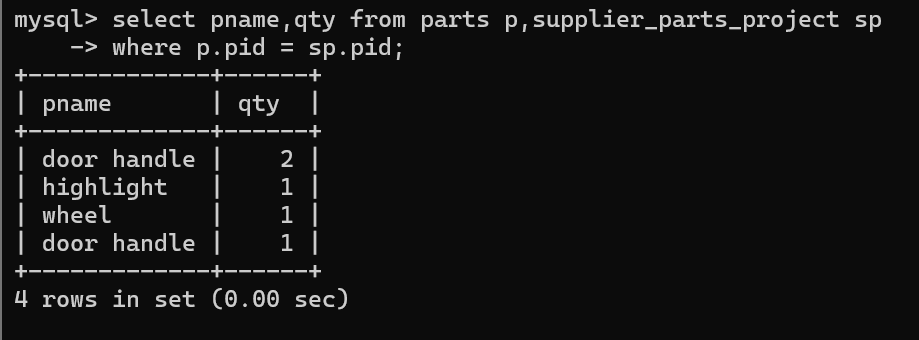 mysql> select pname,qty from parts p,supplier_parts_project sp
    -> where p.pid = sp.pid;
+-------------+------+
| pname       | qty  |
+-------------+------+
| door handle |    2 |
| highlight   |    1 |
| wheel       |    1 |
| door handle |    1 |
+-------------+------+
4 rows in set (0.00 sec)